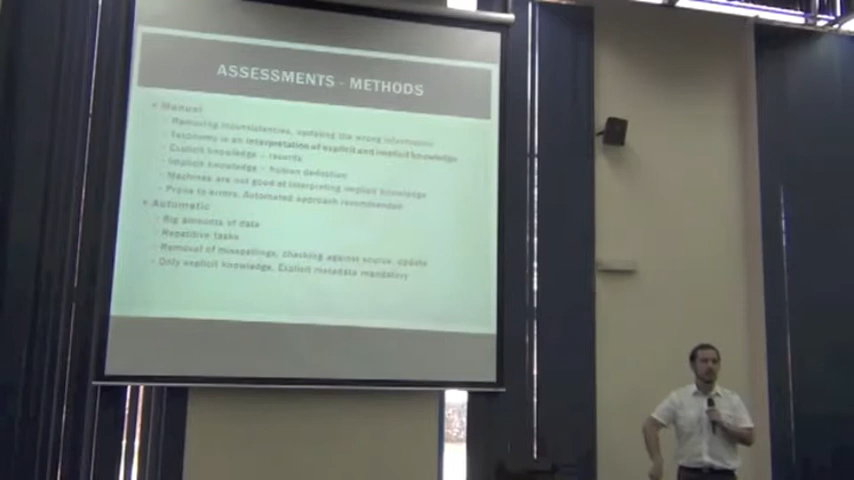 ASSESSMENTS - METHODS
Manual
Removing inconsistencies, updating the wrong information
Taxonomy is an interpretation of explicit and implicit knowledge
Explicit knowledge – records
Implicit knowledge – human deduction
Machines are not good at interpreting implicit knowledge
Prone to errors. Automated approach recommended
Automatic
Big amounts of data
Repetitive tasks
Removal of misspellings, checking against source, update
Only explicit knowledge. Explicit metadata mandatory